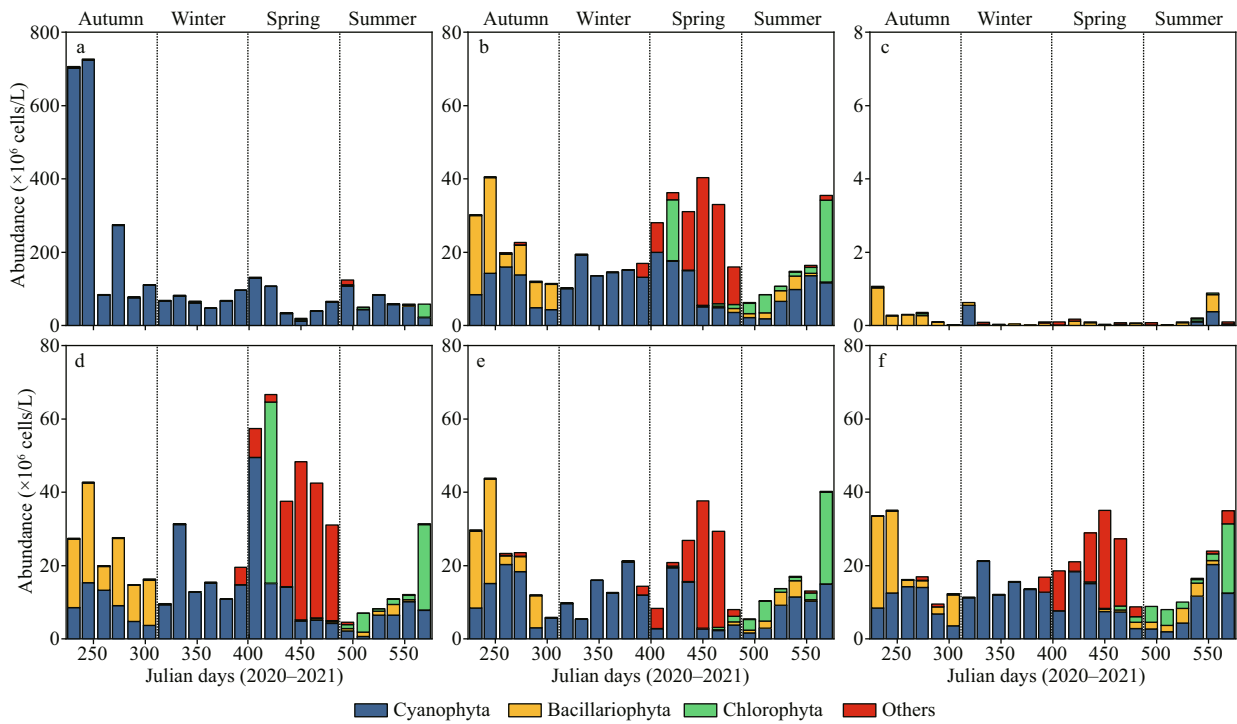 Autumn Winter Spring Summer Autumn Winter Spring Summer Autumn Winter Spring Summer
800 a 80 b 8 c
600 60 6
400 40 4
200 20 2
0 0 0
Abundance (×10⁶ cells/L)
80 d 80 e 80 f
60 60 60
40 40 40
20 20 20
0 0 0
Abundance (×10⁶ cells/L)
250 300 350 400 450 500 550 250 300 350 400 450 500 550 250 300 350 400 450 500 550
Julian days (2020–2021) Julian days (2020–2021) Julian days (2020–2021)
Cyanophyta Bacillariophyta Chlorophyta Others